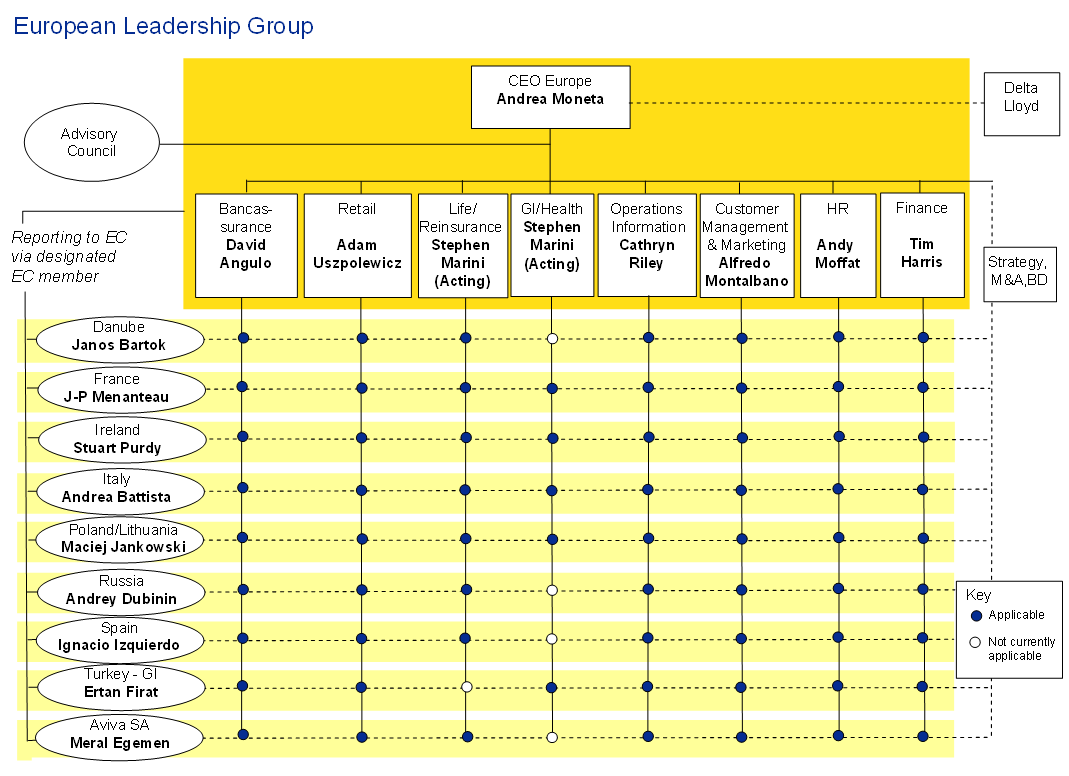 European Leadership Group
CEO Europe
Andrea Moneta
Delta
Lloyd
Advisory
Council
Bancas-
surance
David
Angulo
Retail
Adam
Uszpolewicz
Life/
Reinsurance
Stephen
Marini
(Acting)
GI/Health
Stephen
Marini
(Acting)
Operations
Information
Cathryn
Riley
Customer
Management
& Marketing
Alfredo
Montalbano
HR
Andy
Moffat
Finance
Tim
Harris
Reporting to EC
via designated
EC member
Strategy,
M&A,BD
Danube
Janos Bartok
France
J-P Menanteau
Ireland
Stuart Purdy
Italy
Andrea Battista
Poland/Lithuania
Maciej Jankowski
Russia
Andrey Dubinin
Spain
Ignacio Izquierdo
Turkey - GI
Ertan Firat
Aviva SA
Meral Egemen
Key
Applicable
Not currently
applicable